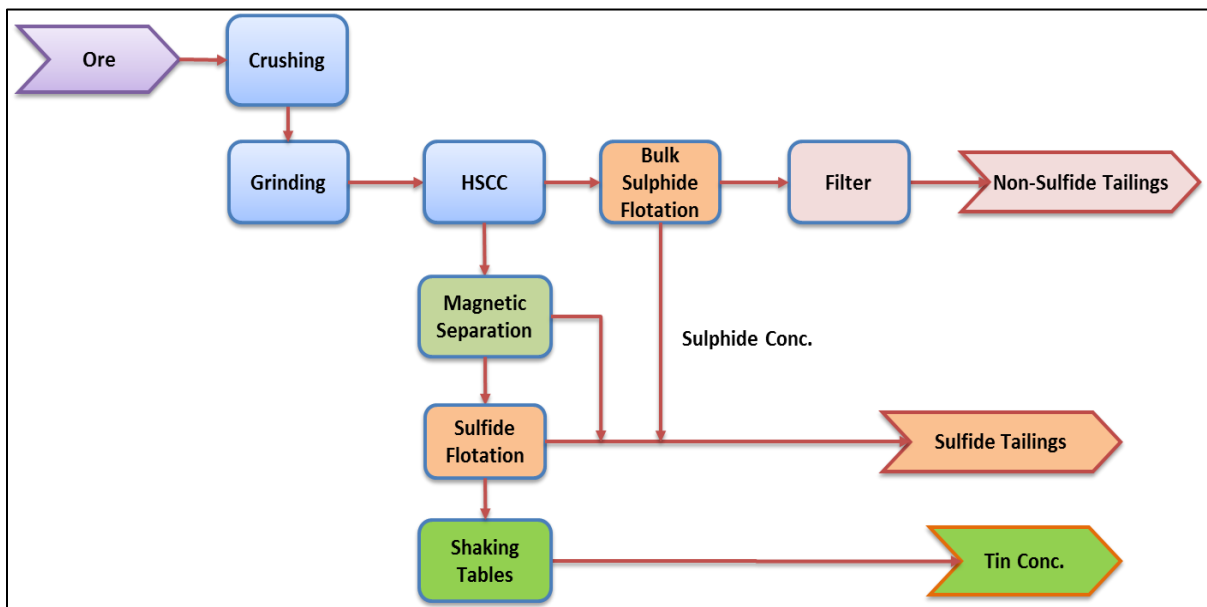 Ore
Crushing
Grinding
HSCC
Bulk
Sulphide
Flotation
Filter
Non-Sulfide Tailings
Magnetic
Separation
Sulphide Conc.
Sulfide
Flotation
Sulfide Tailings
Shaking
Tables
Tin Conc.